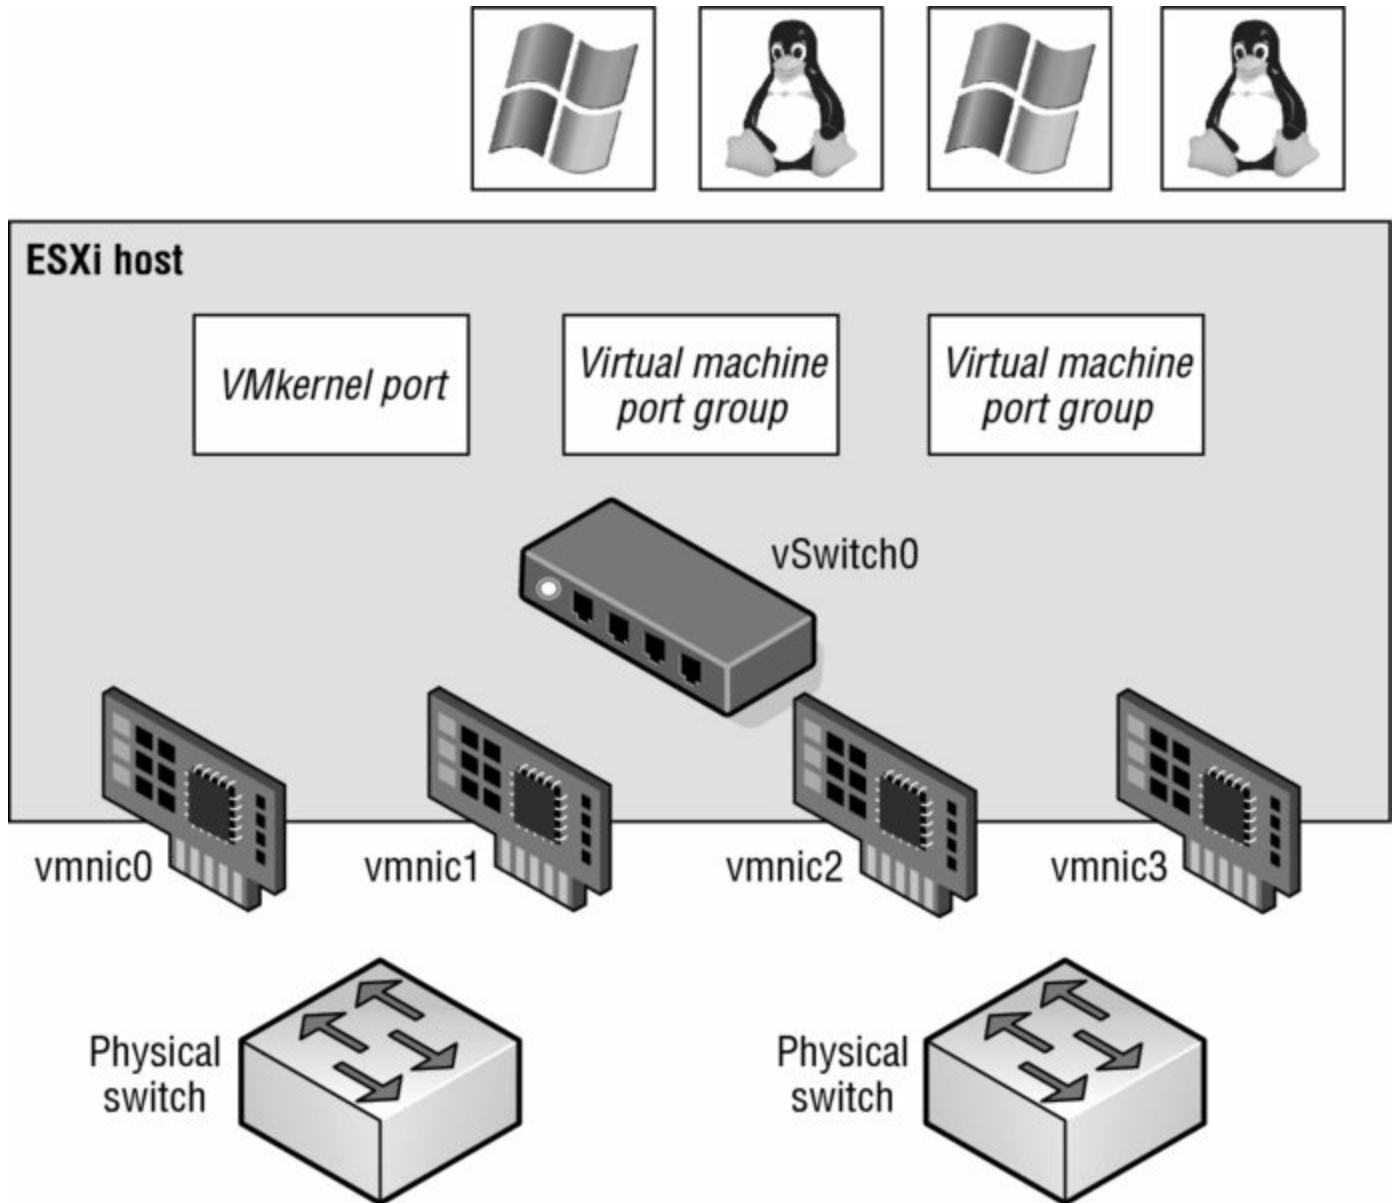 ESXi host
VMkernel port
Virtual machine
port group
Virtual machine
port group
vSwitch0
vmnic0
vmnic1
vmnic2
vmnic3
Physical
switch
Physical
switch